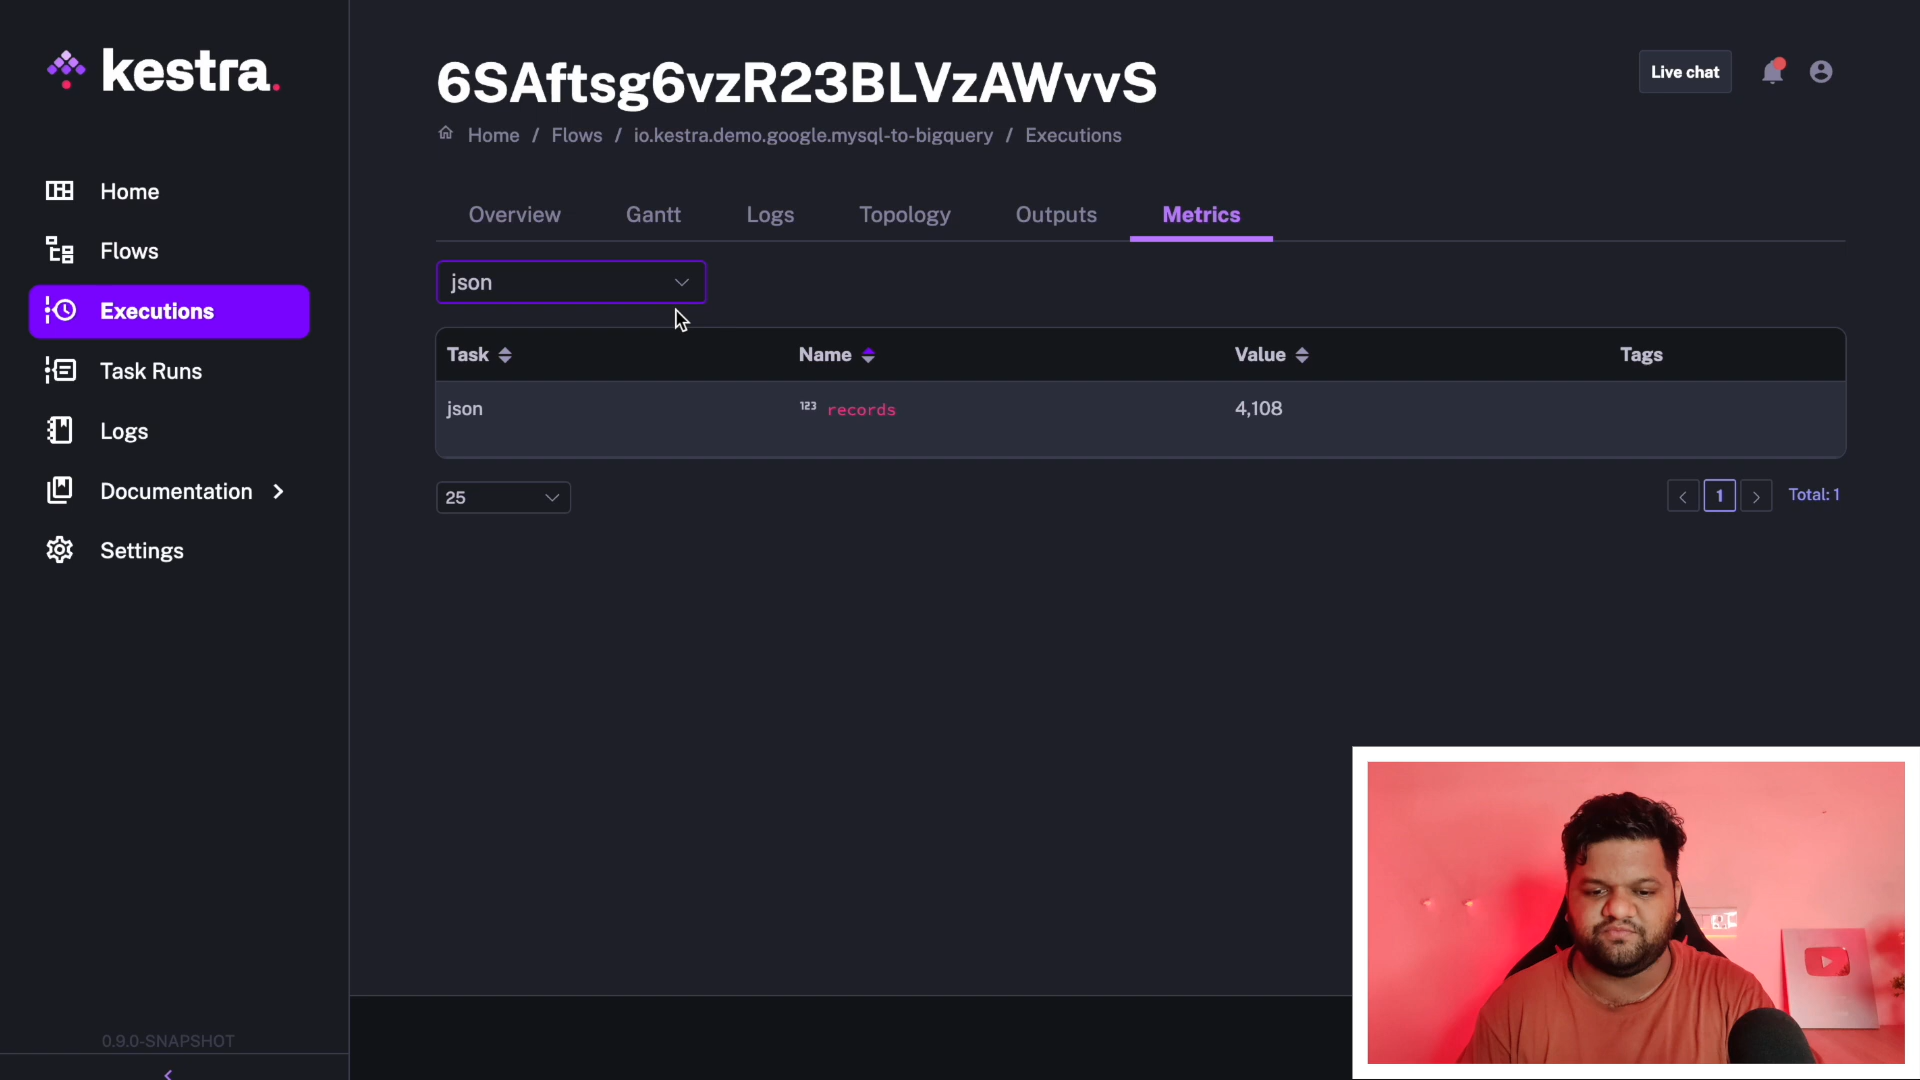 kestra.
Home
Flows
Executions
Task Runs
Logs
Documentation
Settings
0.9.0-SNAPSHOT
6SAftsg6vzR23BLVzAWvvS
Home / Flows / io.kestra.demo.google.mysql-to-bigquery / Executions
Live chat
Overview Gantt Logs Topology Outputs Metrics
json
Task Name Value Tags
json 123 records 4,108
25
1 Total: 1